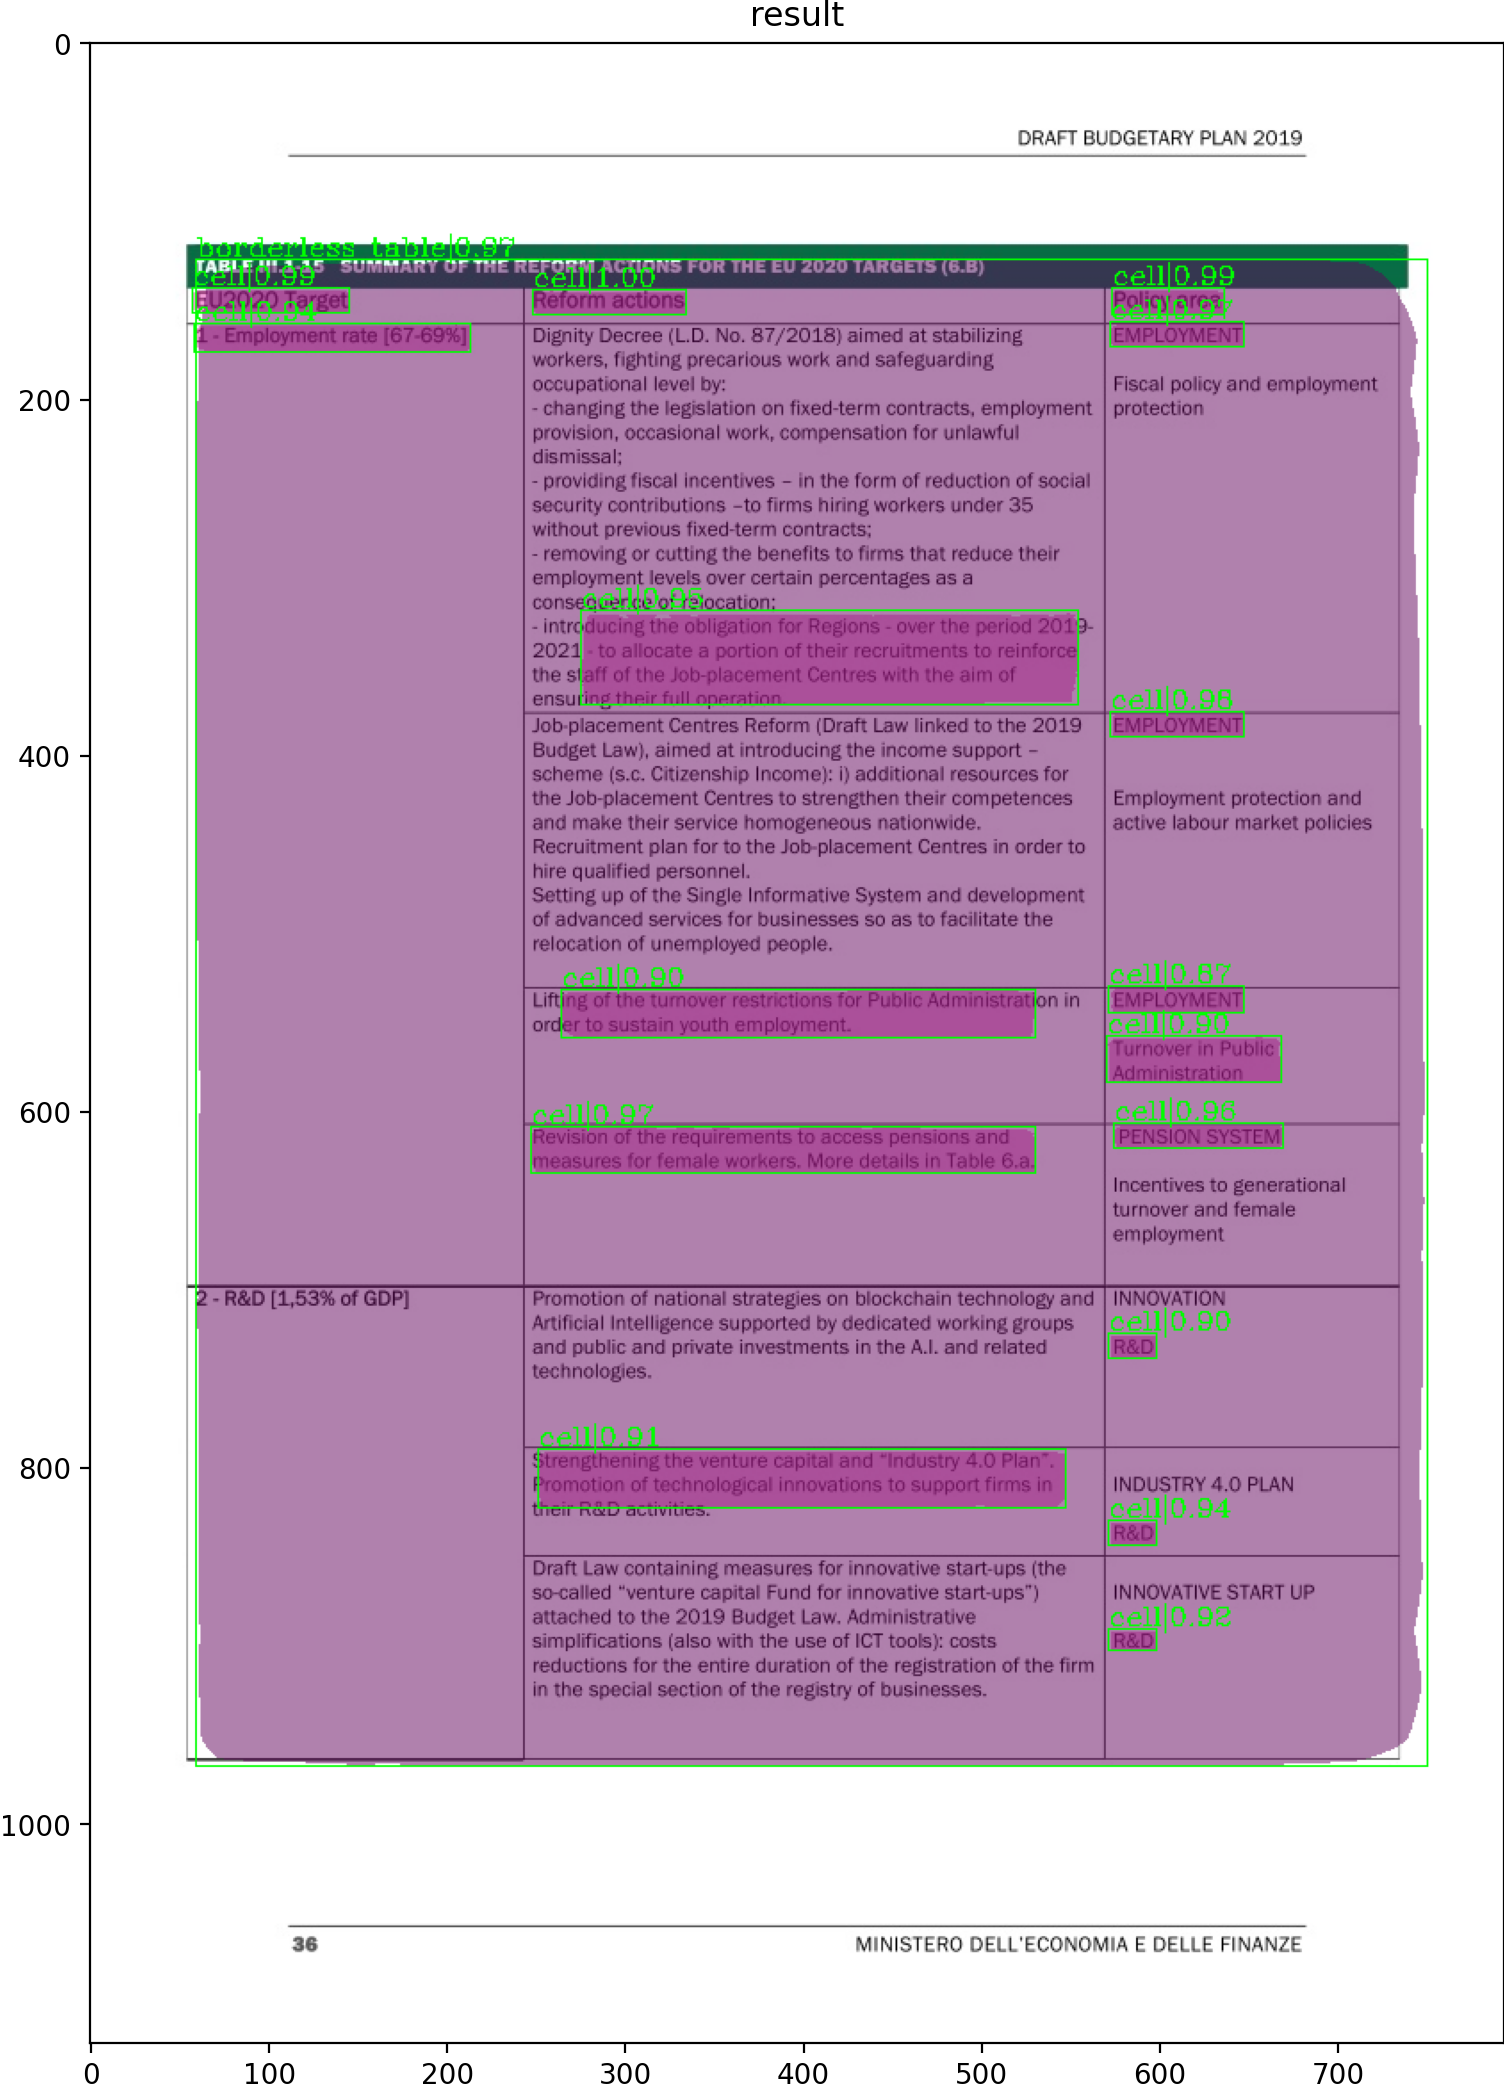 result
DRAFT BUDGETARY PLAN 2019
borderless table|0.97
TABLE III.1.15 SUMMARY OF THE REFORM ACTIONS FOR THE EU 2020 TARGETS (6.B)
cell|0.99
cell|1.00
cell|0.99
EU2020 Target
Reform actions
Policy area
cell|0.94
cell|0.97
1 - Employment rate [67-69%]
Dignity Decree (L.D. No. 87/2018) aimed at stabilizing
workers, fighting precarious work and safeguarding
occupational level by:
- changing the legislation on fixed-term contracts, employment
provision, occasional work, compensation for unlawful
dismissal;
- providing fiscal incentives – in the form of reduction of social
security contributions –to firms hiring workers under 35
without previous fixed-term contracts;
- removing or cutting the benefits to firms that reduce their
employment levels over certain percentages as a
consequence of relocation;
cell|0.95
- introducing the obligation for Regions - over the period 2019-
2021 - to allocate a portion of their recruitments to reinforce
the staff of the Job-placement Centres with the aim of
ensuring their full operation.
EMPLOYMENT
Fiscal policy and employment
protection
cell|0.98
Job-placement Centres Reform (Draft Law linked to the 2019
Budget Law), aimed at introducing the income support –
scheme (s.c. Citizenship Income): i) additional resources for
the Job-placement Centres to strengthen their competences
and make their service homogeneous nationwide.
Recruitment plan for to the Job-placement Centres in order to
hire qualified personnel.
Setting up of the Single Informative System and development
of advanced services for businesses so as to facilitate the
relocation of unemployed people.
EMPLOYMENT
Employment protection and
active labour market policies
cell|0.90
cell|0.87
Lifting of the turnover restrictions for Public Administration in
order to sustain youth employment.
EMPLOYMENT
cell|0.90
Turnover in Public
Administration
cell|0.97
cell|0.96
Revision of the requirements to access pensions and
measures for female workers. More details in Table 6.a.
PENSION SYSTEM
Incentives to generational
turnover and female
employment
2 - R&D [1,53% of GDP]
Promotion of national strategies on blockchain technology and
Artificial Intelligence supported by dedicated working groups
and public and private investments in the A.I. and related
technologies.
INNOVATION
cell|0.90
R&D
cell|0.91
Strengthening the venture capital and “Industry 4.0 Plan”.
Promotion of technological innovations to support firms in
their R&D activities.
INDUSTRY 4.0 PLAN
cell|0.94
R&D
Draft Law containing measures for innovative start-ups (the
so-called “venture capital Fund for innovative start-ups”)
attached to the 2019 Budget Law. Administrative
simplifications (also with the use of ICT tools): costs
reductions for the entire duration of the registration of the firm
in the special section of the registry of businesses.
INNOVATIVE START UP
cell|0.92
R&D
36
MINISTERO DELL'ECONOMIA E DELLE FINANZE
0
200
400
600
800
1000
0 100 200 300 400 500 600 700